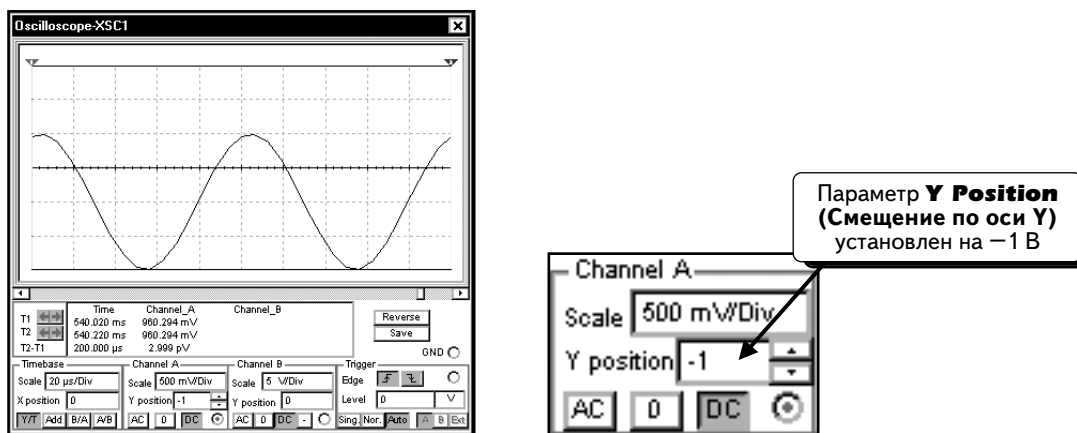 Oscilloscope-XSC1
Time Channel_A Channel_B
T1 540.020 ms 960.294 mV
T2 540.220 ms 960.294 mV
T2-T1 200.000 µs 2.999 pV
Reverse
Save
GND
Timebase
Scale 20 µs/Div
X position 0
Y/T Add B/A A/B
Channel A
Scale 500 mV/Div
Y position -1
AC 0 DC
Channel B
Scale 5 V/Div
Y position 0
AC 0 DC -
Trigger
Edge
Level 0 V
Sing. Nor. Auto A B Ext
Параметр Y Position
(Смещение по оси Y)
установлен на −1 В
Channel A
Scale 500 mV/Div
Y position -1
AC 0 DC